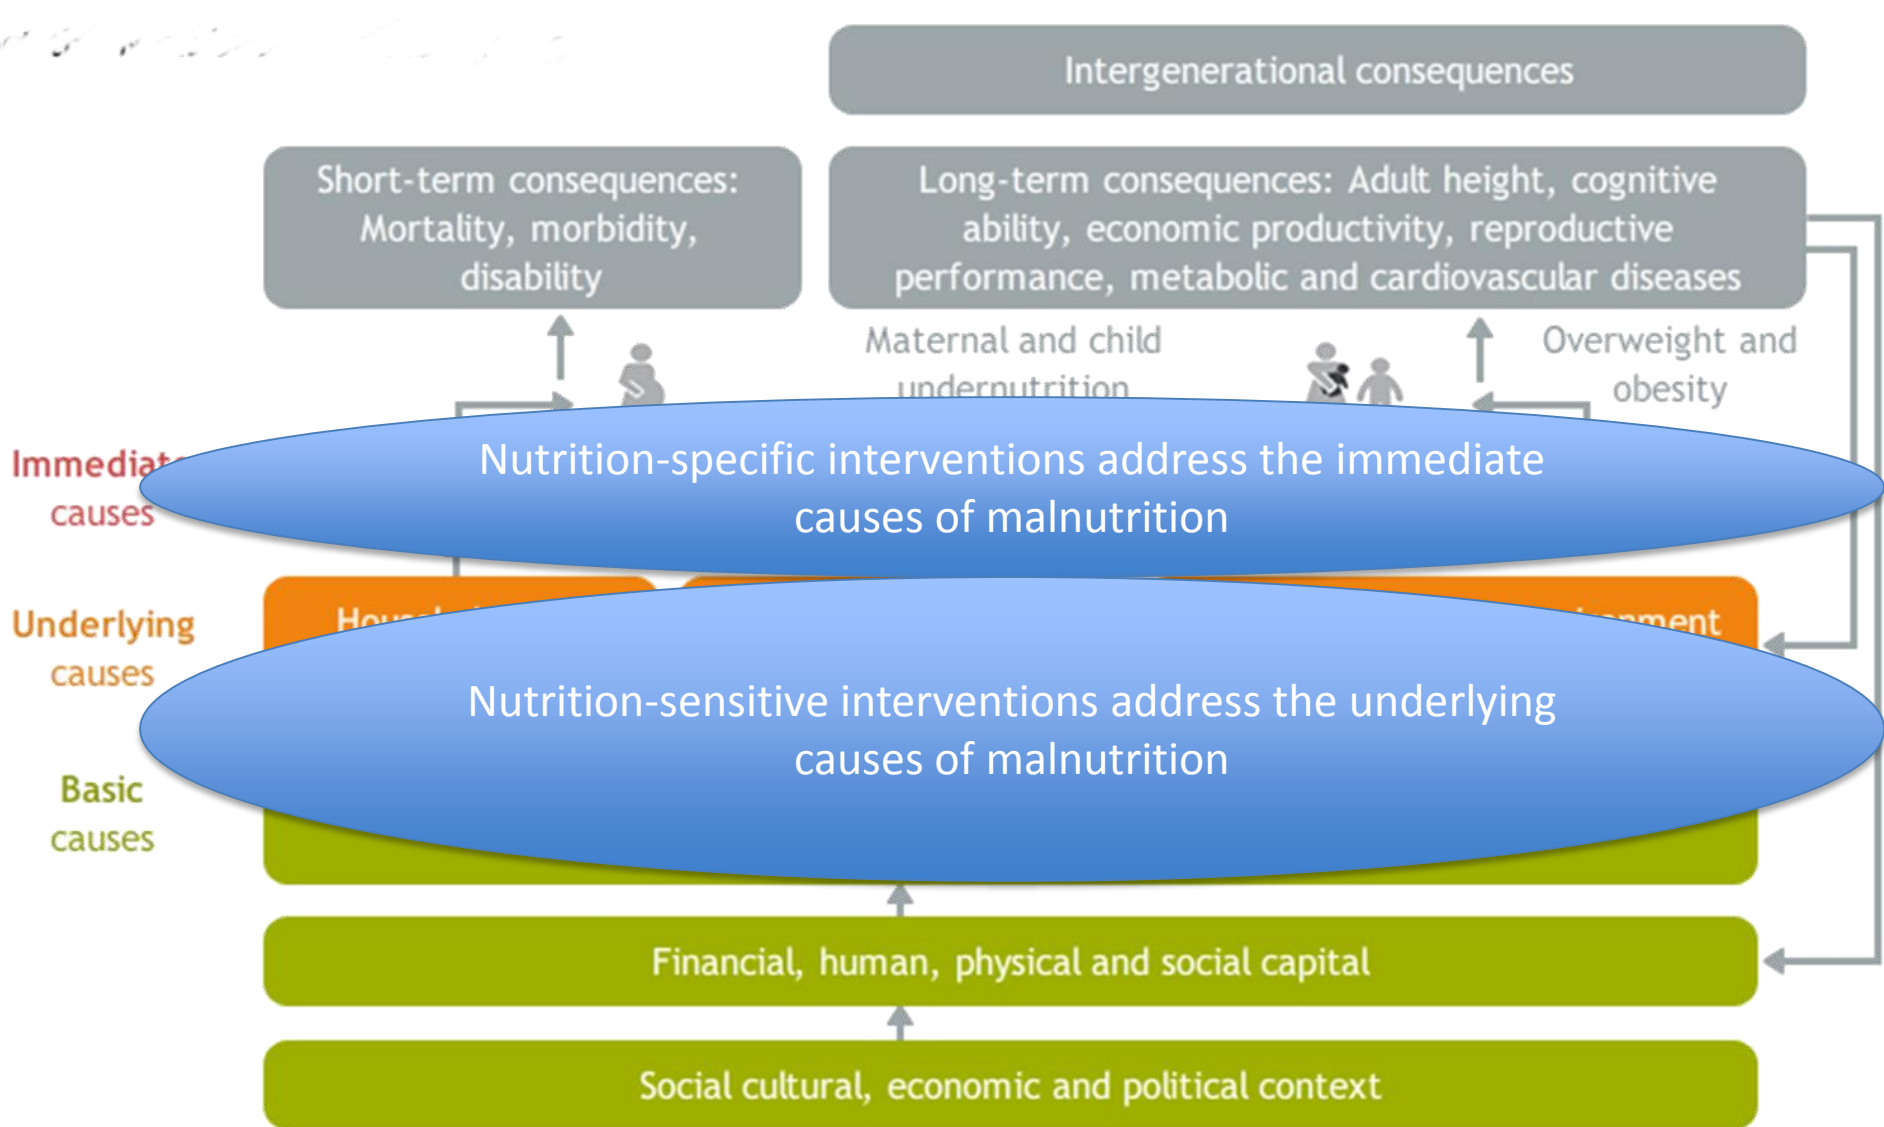 Intergenerational consequences
Short-term consequences:
Mortality, morbidity,
disability
Long-term consequences: Adult height, cognitive
ability, economic productivity, reproductive
performance, metabolic and cardiovascular diseases
Maternal and child
undernutrition
Overweight and
obesity
Immediate
causes
Nutrition-specific interventions address the immediate
causes of malnutrition
Underlying
causes
Nutrition-sensitive interventions address the underlying
causes of malnutrition
Basic
causes
Financial, human, physical and social capital
Social cultural, economic and political context